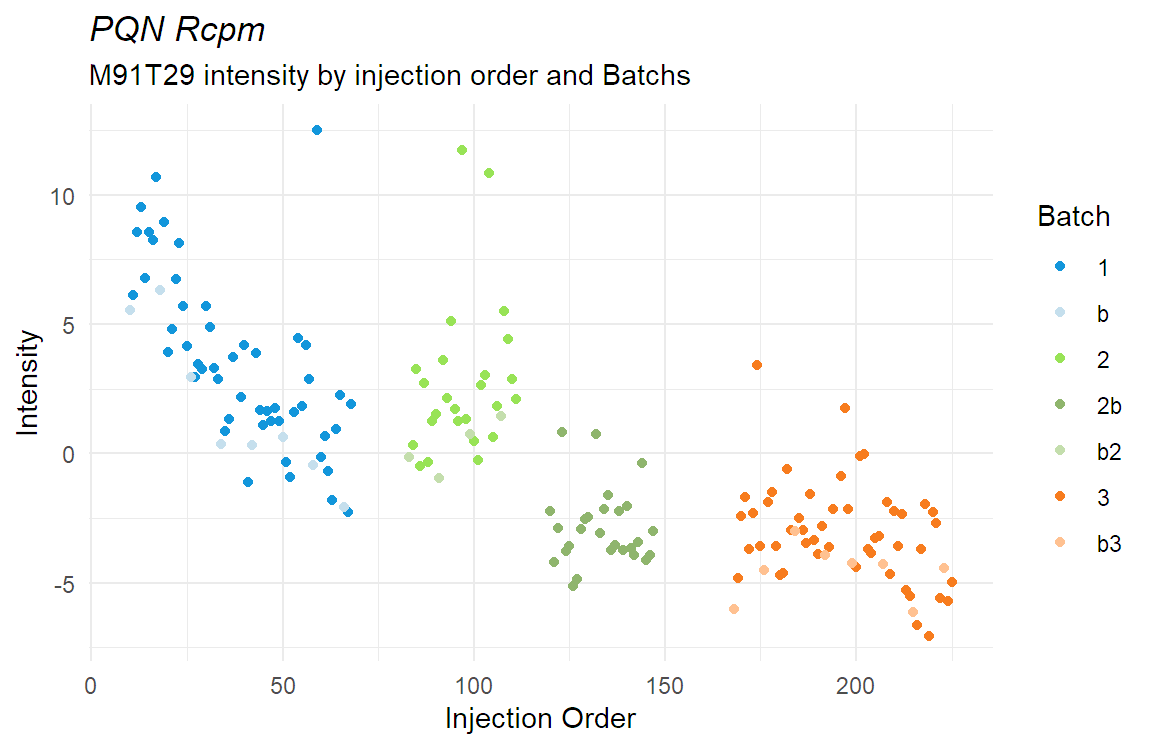 PQN Rcpm
M91T29 intensity by injection order and Batchs
Intensity
10
5
0
-5
0 50 100 150 200
Injection Order
Batch
1
b
2
2b
b2
3
b3